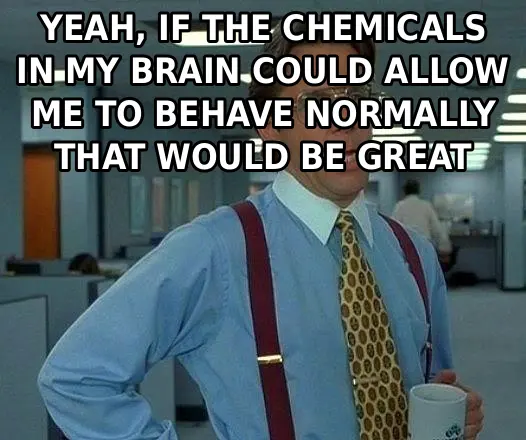 YEAH, IF THE CHEMICALS
IN MY BRAIN COULD ALLOW
ME TO BEHAVE NORMALLY
THAT WOULD BE GREAT